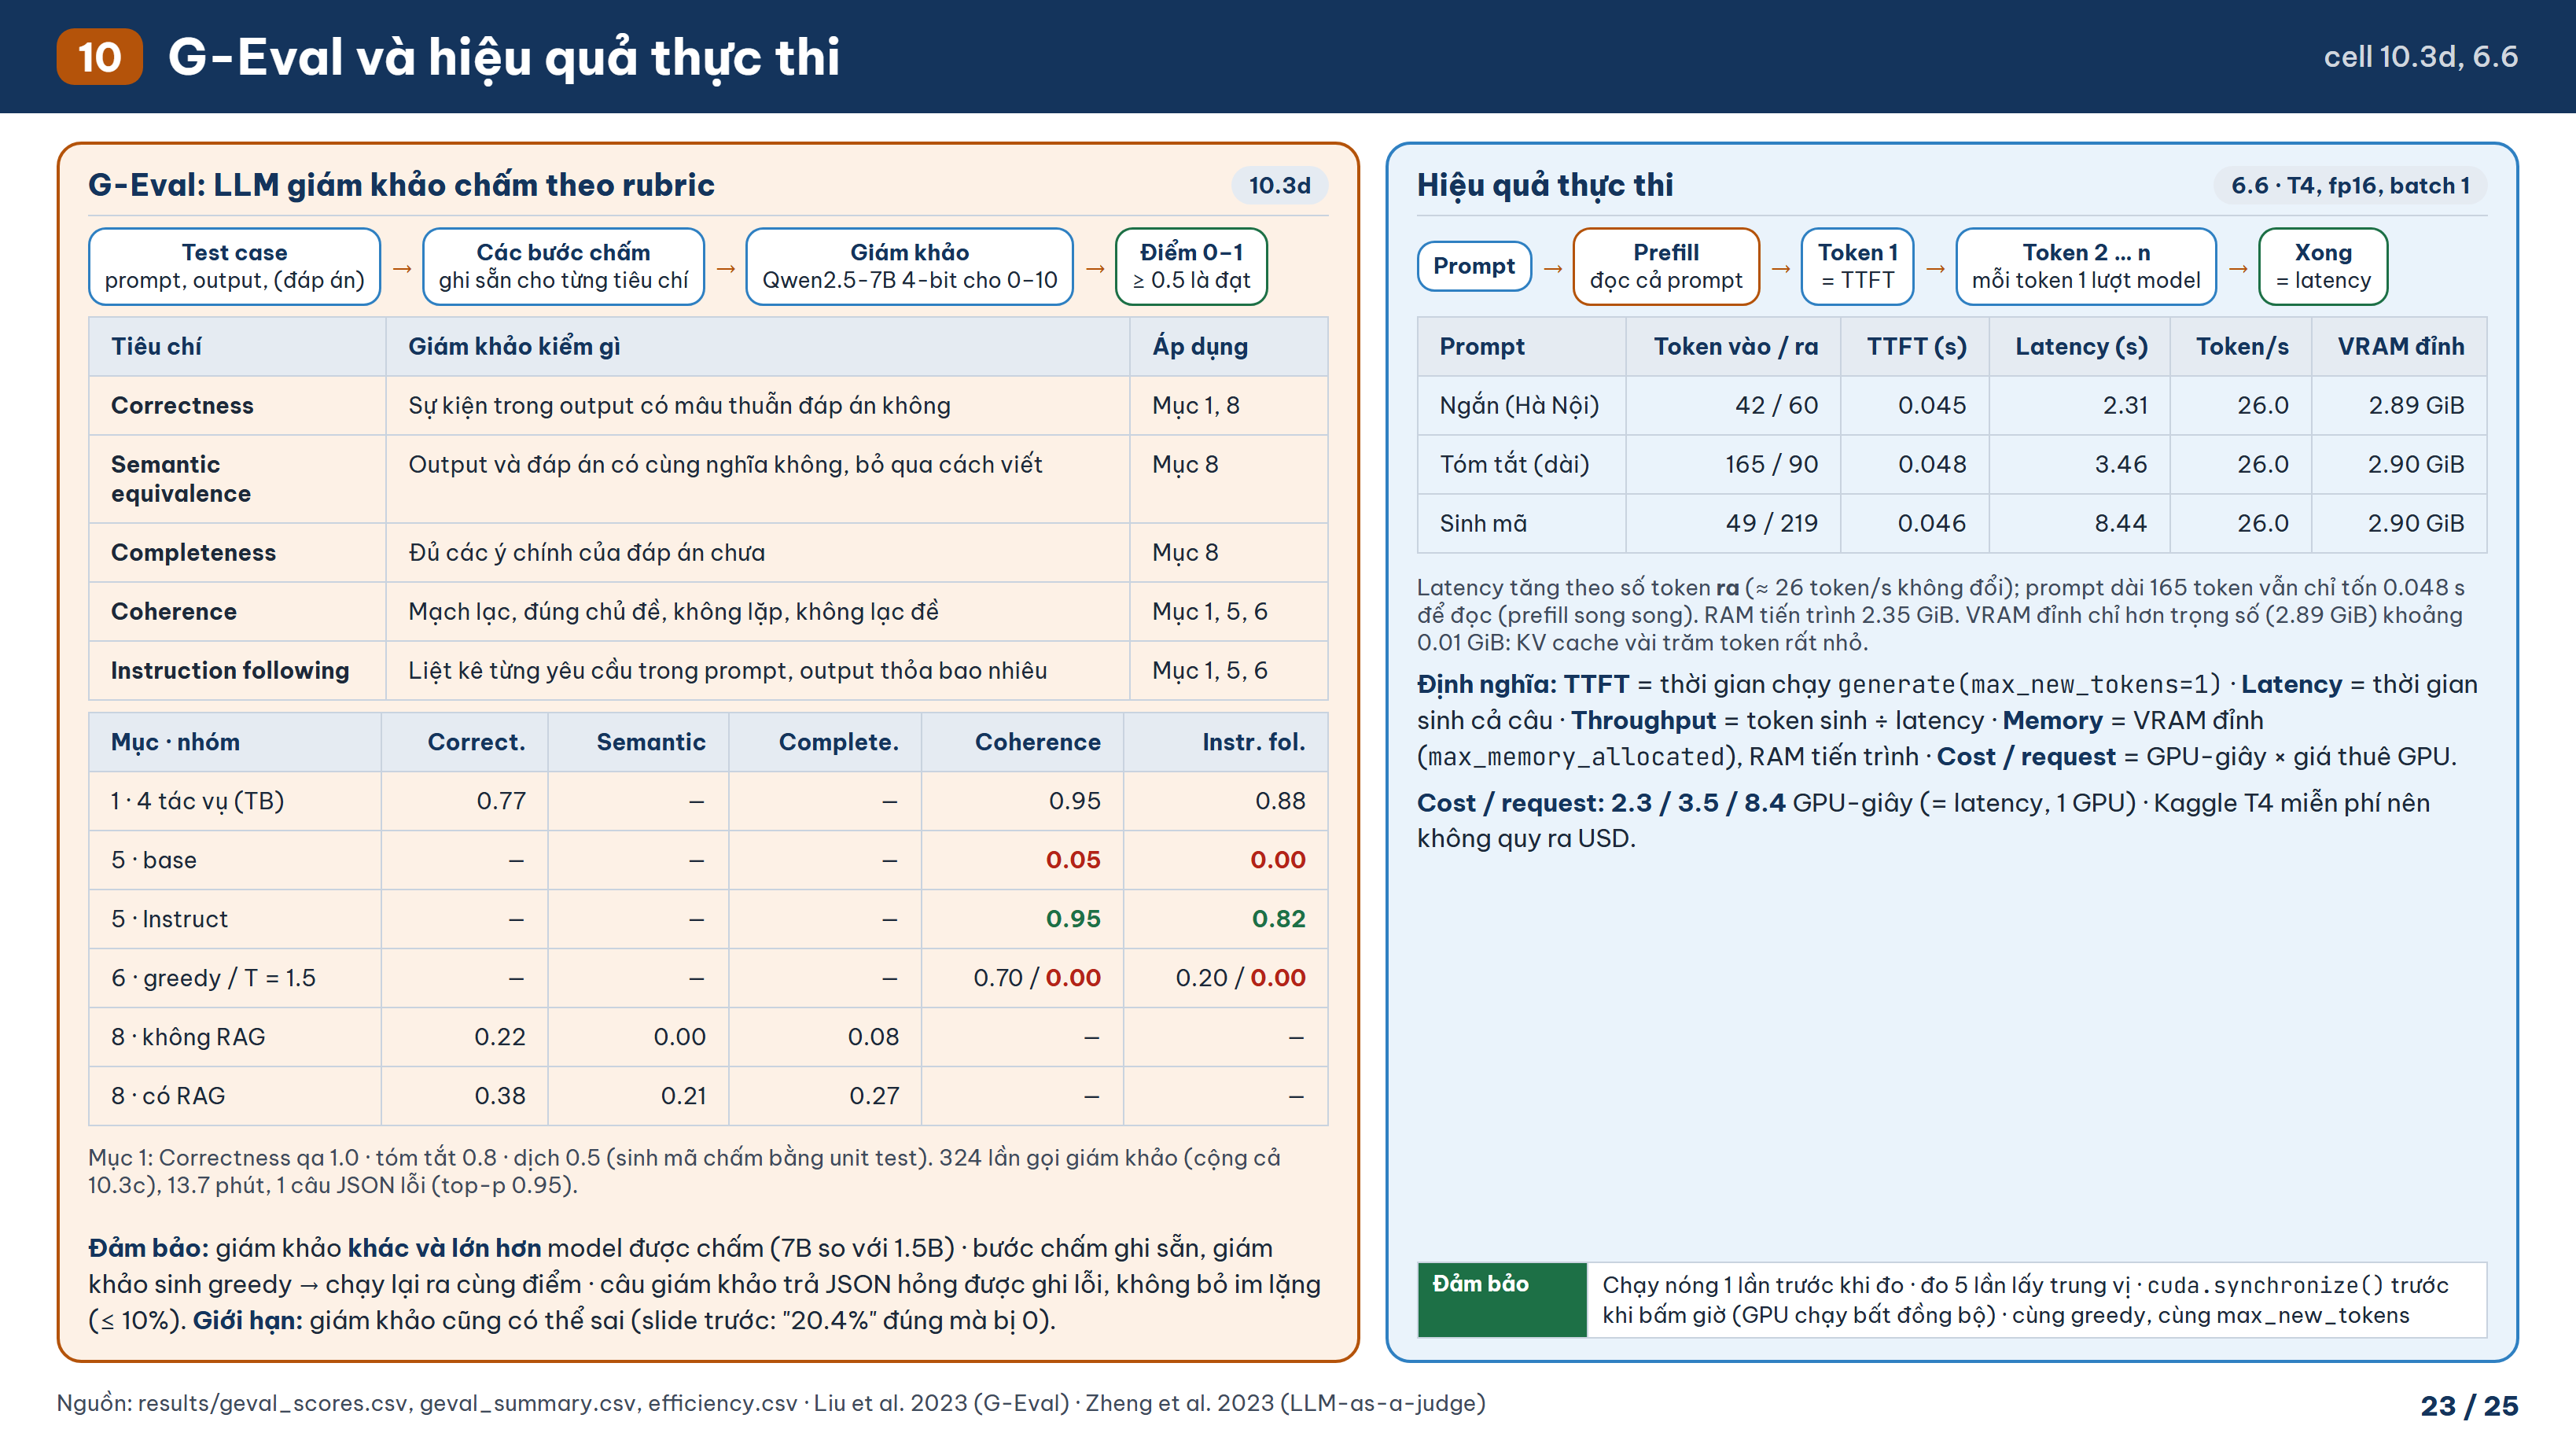 10 G-Eval và hiệu quả thực thi
cell 10.3d, 6.6
G-Eval: LLM giám khảo chấm theo rubric
10.3d
Test case
prompt, output, (đáp án)
→
Các bước chấm
ghi sẵn cho từng tiêu chí
→
Giám khảo
Qwen2.5-7B 4-bit cho 0–10
→
Điểm 0–1
≥ 0.5 là đạt
Tiêu chí | Giám khảo kiểm gì | Áp dụng
Correctness | Sự kiện trong output có mâu thuẫn đáp án không | Mục 1, 8
Semantic equivalence | Output và đáp án có cùng nghĩa không, bỏ qua cách viết | Mục 8
Completeness | Đủ các ý chính của đáp án chưa | Mục 8
Coherence | Mạch lạc, đúng chủ đề, không lặp, không lạc đề | Mục 1, 5, 6
Instruction following | Liệt kê từng yêu cầu trong prompt, output thỏa bao nhiêu | Mục 1, 5, 6
Mục · nhóm | Correct. | Semantic | Complete. | Coherence | Instr. fol.
1 · 4 tác vụ (TB) | 0.77 | – | – | 0.95 | 0.88
5 · base | – | – | – | 0.05 | 0.00
5 · Instruct | – | – | – | 0.95 | 0.82
6 · greedy / T = 1.5 | – | – | – | 0.70 / 0.00 | 0.20 / 0.00
8 · không RAG | 0.22 | 0.00 | 0.08 | – | –
8 · có RAG | 0.38 | 0.21 | 0.27 | – | –
Mục 1: Correctness qa 1.0 · tóm tắt 0.8 · dịch 0.5 (sinh mã chấm bằng unit test). 324 lần gọi giám khảo (cộng cả
10.3c), 13.7 phút, 1 câu JSON lỗi (top-p 0.95).
Đảm bảo: giám khảo khác và lớn hơn model được chấm (7B so với 1.5B) · bước chấm ghi sẵn, giám
khảo sinh greedy → chạy lại ra cùng điểm · câu giám khảo trả JSON hỏng được ghi lỗi, không bỏ im lặng
(≤ 10%). Giới hạn: giám khảo cũng có thể sai (slide trước: "20.4%" đúng mà bị 0).
Hiệu quả thực thi
6.6 · T4, fp16, batch 1
Prompt
→
Prefill
đọc cả prompt
→
Token 1
= TTFT
→
Token 2 … n
mỗi token 1 lượt model
→
Xong
= latency
Prompt | Token vào / ra | TTFT (s) | Latency (s) | Token/s | VRAM đỉnh
Ngắn (Hà Nội) | 42 / 60 | 0.045 | 2.31 | 26.0 | 2.89 GiB
Tóm tắt (dài) | 165 / 90 | 0.048 | 3.46 | 26.0 | 2.90 GiB
Sinh mã | 49 / 219 | 0.046 | 8.44 | 26.0 | 2.90 GiB
Latency tăng theo số token ra (≈ 26 token/s không đổi); prompt dài 165 token vẫn chỉ tốn 0.048 s
để đọc (prefill song song). RAM tiến trình 2.35 GiB. VRAM đỉnh chỉ hơn trọng số (2.89 GiB) khoảng
0.01 GiB: KV cache vài trăm token rất nhỏ.
Định nghĩa: TTFT = thời gian chạy generate(max_new_tokens=1) · Latency = thời gian
sinh cả câu · Throughput = token sinh ÷ latency · Memory = VRAM đỉnh
(max_memory_allocated), RAM tiến trình · Cost / request = GPU-giây × giá thuê GPU.
Cost / request: 2.3 / 3.5 / 8.4 GPU-giây (= latency, 1 GPU) · Kaggle T4 miễn phí nên
không quy ra USD.
Đảm bảo
Chạy nóng 1 lần trước khi đo · đo 5 lần lấy trung vị · cuda.synchronize() trước
khi bấm giờ (GPU chạy bất đồng bộ) · cùng greedy, cùng max_new_tokens
Nguồn: results/geval_scores.csv, geval_summary.csv, efficiency.csv · Liu et al. 2023 (G-Eval) · Zheng et al. 2023 (LLM-as-a-judge)
23 / 25